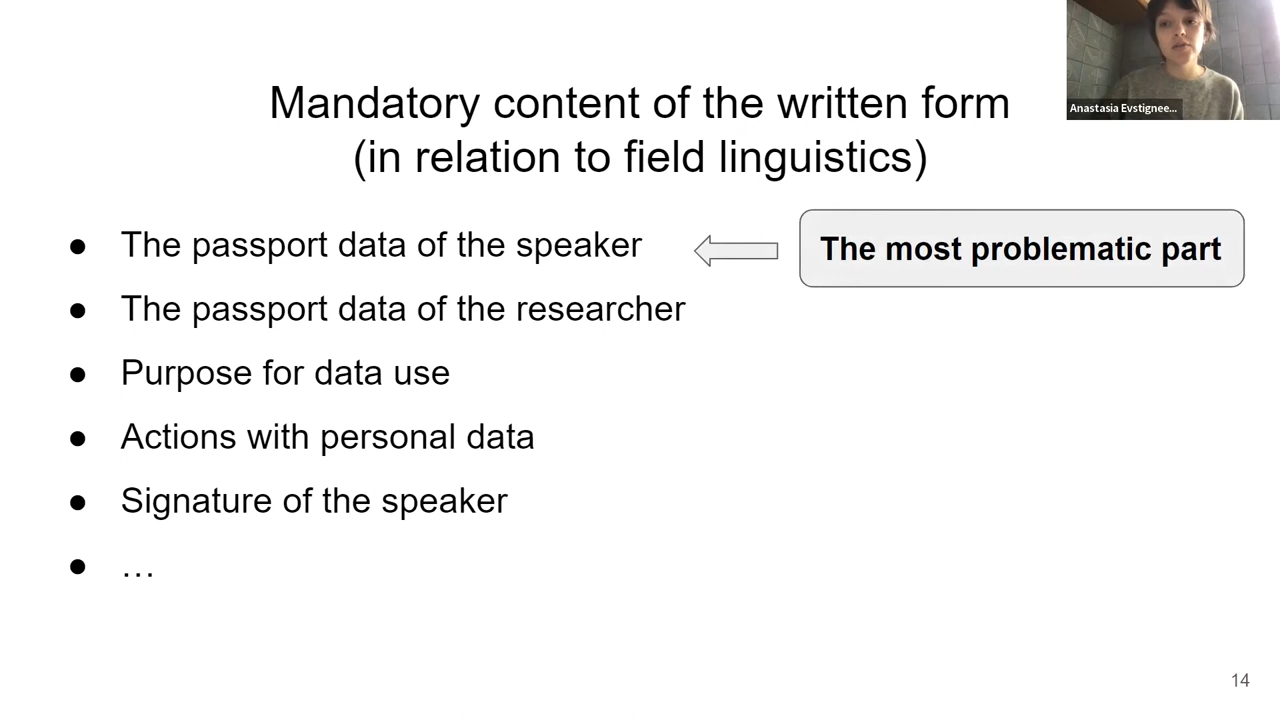 Anastasia Evstignee...
Mandatory content of the written form
(in relation to field linguistics)
● The passport data of the speaker
The most problematic part
● The passport data of the researcher
● Purpose for data use
● Actions with personal data
● Signature of the speaker
● …
14